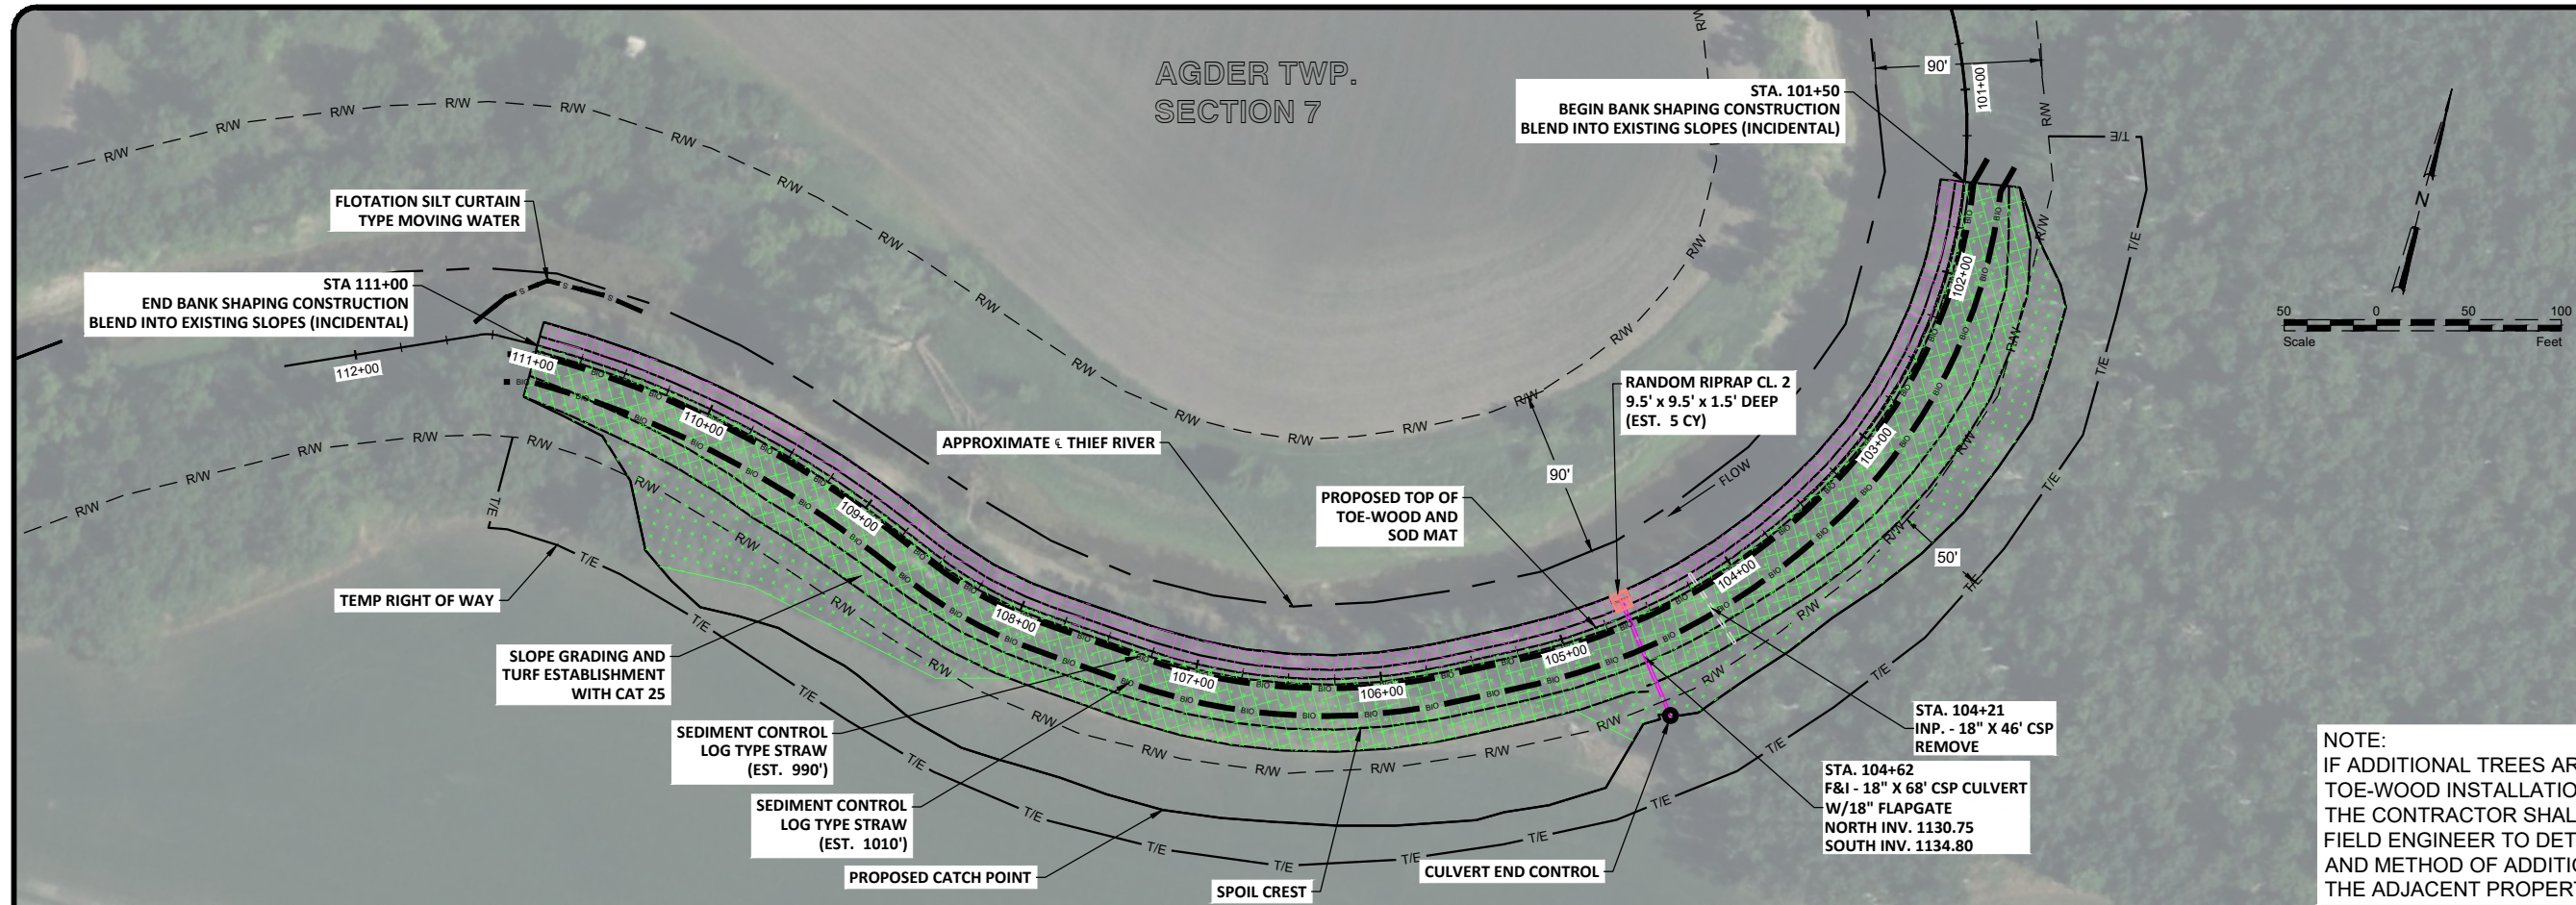 AGDER TWP.
SECTION 7
STA. 101+50
BEGIN BANK SHAPING CONSTRUCTION
BLEND INTO EXISTING SLOPES (INCIDENTAL)
90'
101+00
FLOTATION SILT CURTAIN
TYPE MOVING WATER
STA 111+00
END BANK SHAPING CONSTRUCTION
BLEND INTO EXISTING SLOPES (INCIDENTAL)
N
50 0 50 100
Scale Feet
112+00
111+00
110+00
109+00
108+00
107+00
106+00
105+00
104+00
103+00
102+00
RANDOM RIPRAP CL. 2
9.5' x 9.5' x 1.5' DEEP
(EST. 5 CY)
APPROXIMATE ℄ THIEF RIVER
90'
FLOW
PROPOSED TOP OF
TOE-WOOD AND
SOD MAT
50'
TEMP RIGHT OF WAY
SLOPE GRADING AND
TURF ESTABLISHMENT
WITH CAT 25
SEDIMENT CONTROL
LOG TYPE STRAW
(EST. 990')
SEDIMENT CONTROL
LOG TYPE STRAW
(EST. 1010')
PROPOSED CATCH POINT
SPOIL CREST
CULVERT END CONTROL
STA. 104+21
INP. - 18" X 46' CSP
REMOVE
STA. 104+62
F&I - 18" X 68' CSP CULVERT
W/18" FLAPGATE
NORTH INV. 1130.75
SOUTH INV. 1134.80
NOTE:
IF ADDITIONAL TREES AR
TOE-WOOD INSTALLATIO
THE CONTRACTOR SHAL
FIELD ENGINEER TO DET
AND METHOD OF ADDITIO
THE ADJACENT PROPERT
R/W
T/E
BIO
S